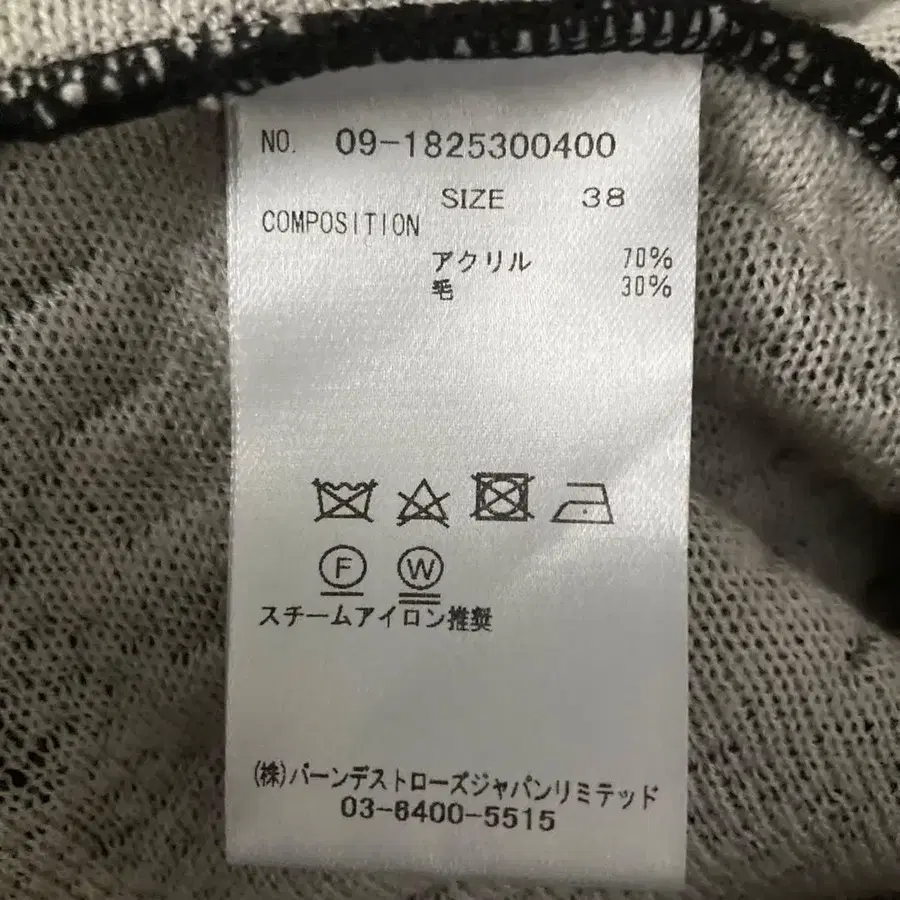 NO. 09-1825300400
SIZE 38
COMPOSITION
アクリル 70%
毛 30%
F W
スチームアイロン推奨
(株)バーンデストローズジャパンリミテッド
03-6400-5515